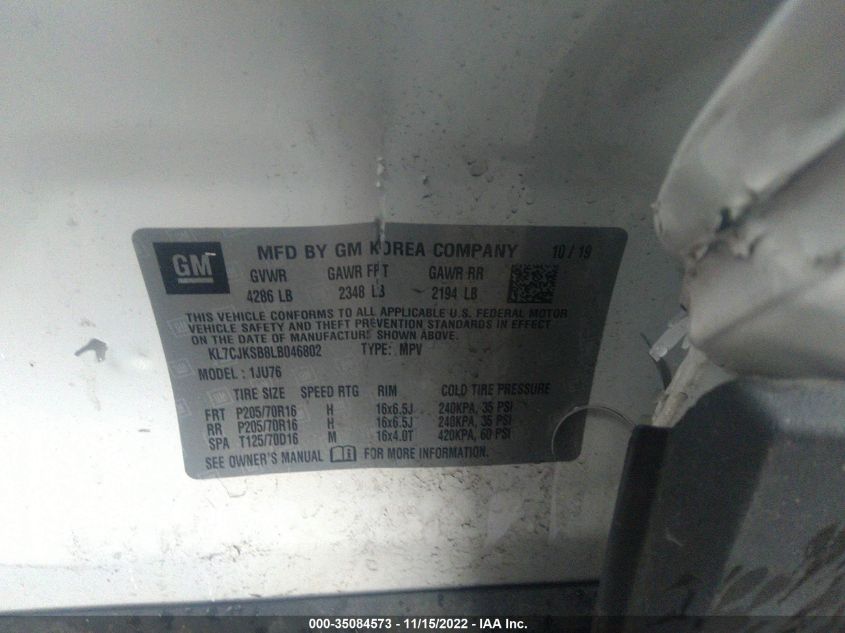 GM
MFD BY GM KOREA COMPANY 10/19
GVWR GAWR FRT GAWR RR
4286 LB 2348 LB 2194 LB
THIS VEHICLE CONFORMS TO ALL APPLICABLE U.S. FEDERAL MOTOR
VEHICLE SAFETY AND THEFT PREVENTION STANDARDS IN EFFECT
ON THE DATE OF MANUFACTURE SHOWN ABOVE.
KL7CJKSB8LB046802 TYPE: MPV
MODEL: 1JU76
TIRE SIZE SPEED RTG RIM COLD TIRE PRESSURE
FRT P205/70R16 H 16x6.5J 240KPA, 35 PSI
RR P205/70R16 H 16x6.5J 240KPA, 35 PSI
SPA T125/70D16 M 16x4.0T 420KPA, 60 PSI
SEE OWNER'S MANUAL FOR MORE INFORMATION.
000-35084573 - 11/15/2022 - IAA Inc.